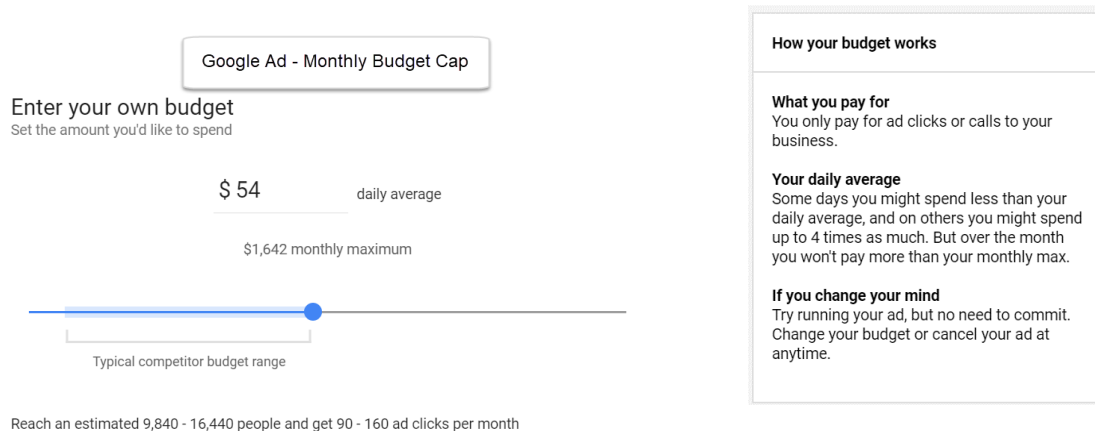 Google Ad - Monthly Budget Cap
Enter your own budget
Set the amount you'd like to spend
$ 54 daily average
$1,642 monthly maximum
Typical competitor budget range
Reach an estimated 9,840 - 16,440 people and get 90 - 160 ad clicks per month
How your budget works
What you pay for
You only pay for ad clicks or calls to your
business.
Your daily average
Some days you might spend less than your
daily average, and on others you might spend
up to 4 times as much. But over the month
you won't pay more than your monthly max.
If you change your mind
Try running your ad, but no need to commit.
Change your budget or cancel your ad at
anytime.